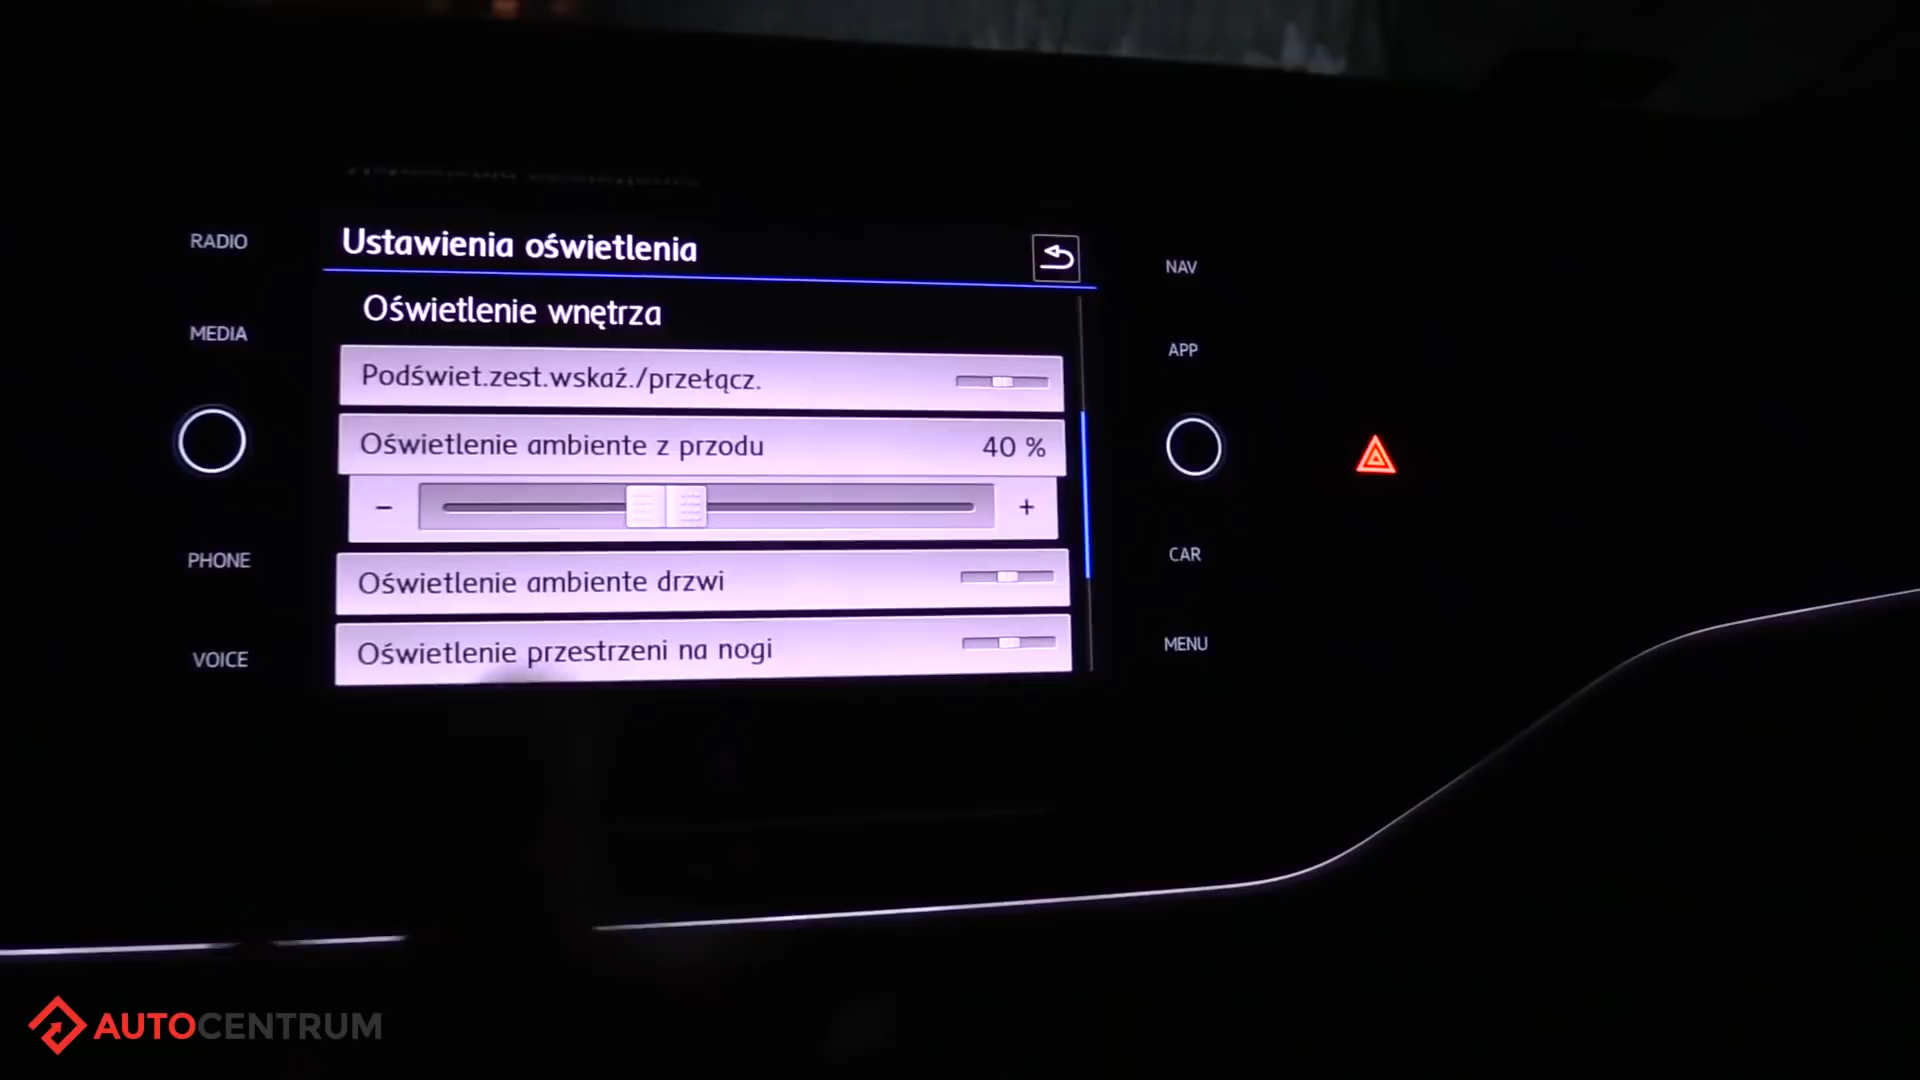 RADIO
MEDIA
PHONE
VOICE
Ustawienia oświetlenia
Oświetlenie wnętrza
Podświet.zest.wskaź./przełącz.
Oświetlenie ambiente z przodu 40 %
- +
Oświetlenie ambiente drzwi
Oświetlenie przestrzeni na nogi
NAV
APP
CAR
MENU
AUTOCENTRUM